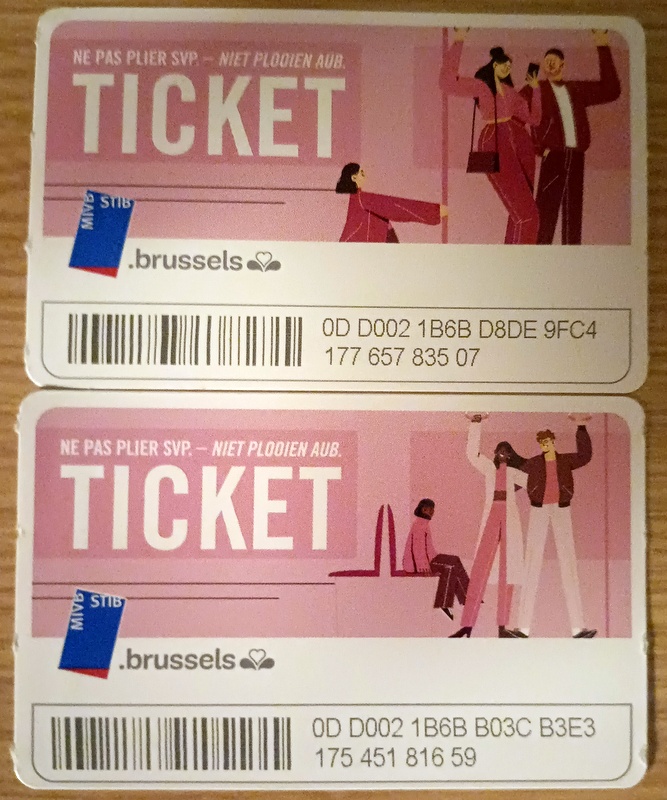 NE PAS PLIER SVP. – NIET PLOOIEN AUB.
TICKET
MIVB STIB
.brussels
0D D002 1B6B D8DE 9FC4
177 657 835 07
NE PAS PLIER SVP. – NIET PLOOIEN AUB.
TICKET
MIVB STIB
.brussels
0D D002 1B6B B03C B3E3
175 451 816 59